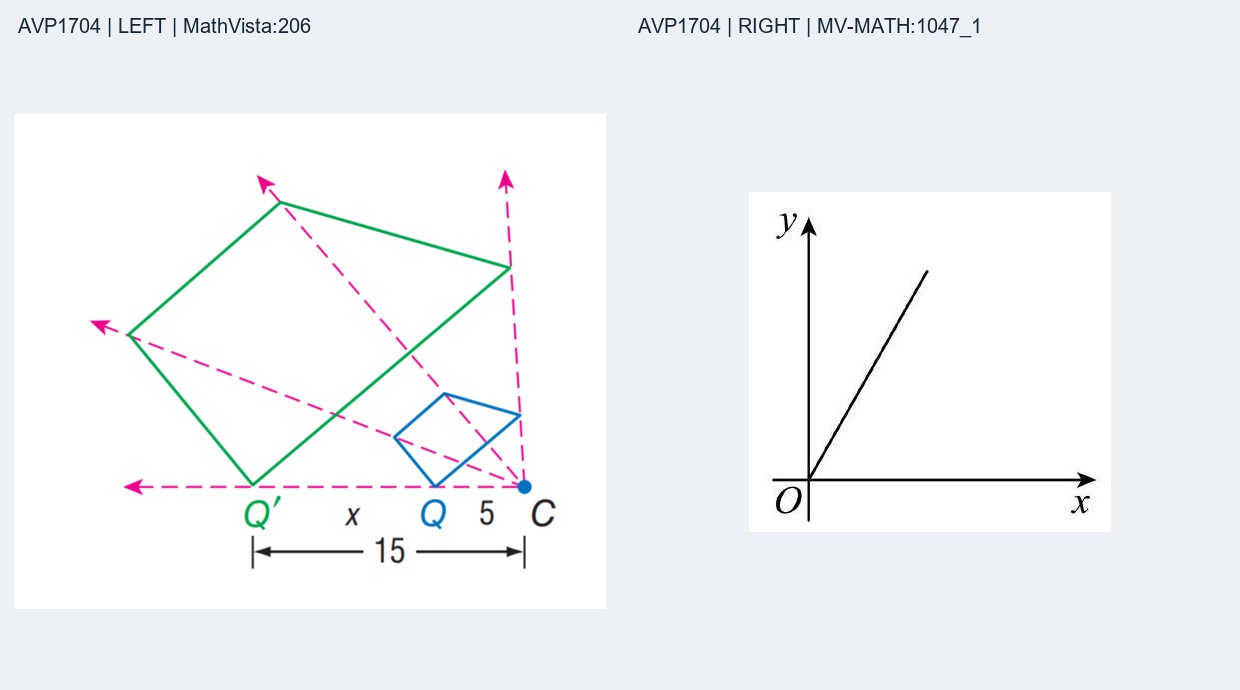 AVP1704 | LEFT | MathVista:206
AVP1704 | RIGHT | MV-MATH:1047_1
Q′ x Q 5 C
15
y
O x